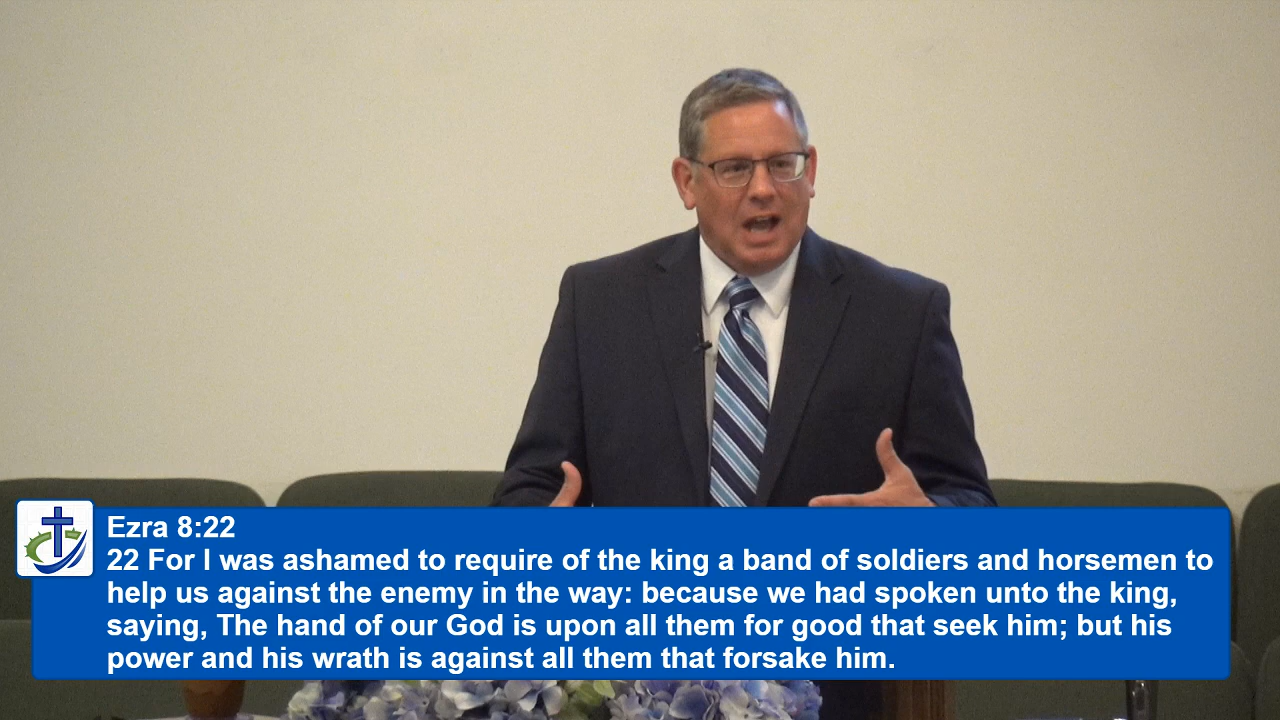 Ezra 8:22
22 For I was ashamed to require of the king a band of soldiers and horsemen to
help us against the enemy in the way: because we had spoken unto the king,
saying, The hand of our God is upon all them for good that seek him; but his
power and his wrath is against all them that forsake him.